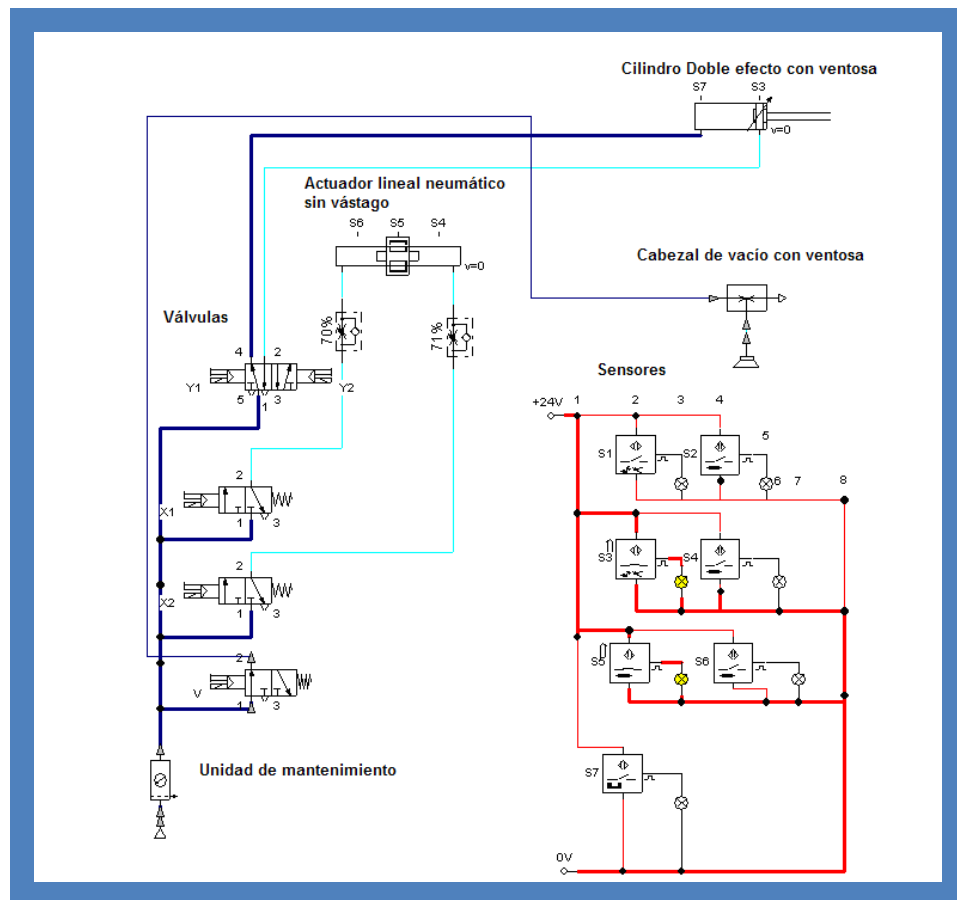 Cilindro Doble efecto con ventosa
S7 S3
v=0
Actuador lineal neumático
sin vástago
S6 S5 S4
v=0
Cabezal de vacío con ventosa
Válvulas
70%
71%
4 2
Y1 Y2
5 1 3
Sensores
+24V 1 2 3 4
5
S1 S2
6 7 8
2
X1
1 3
S3 S4
2
X2
1 3
S5 S6
2
V
1 3
Unidad de mantenimiento
S7
0V